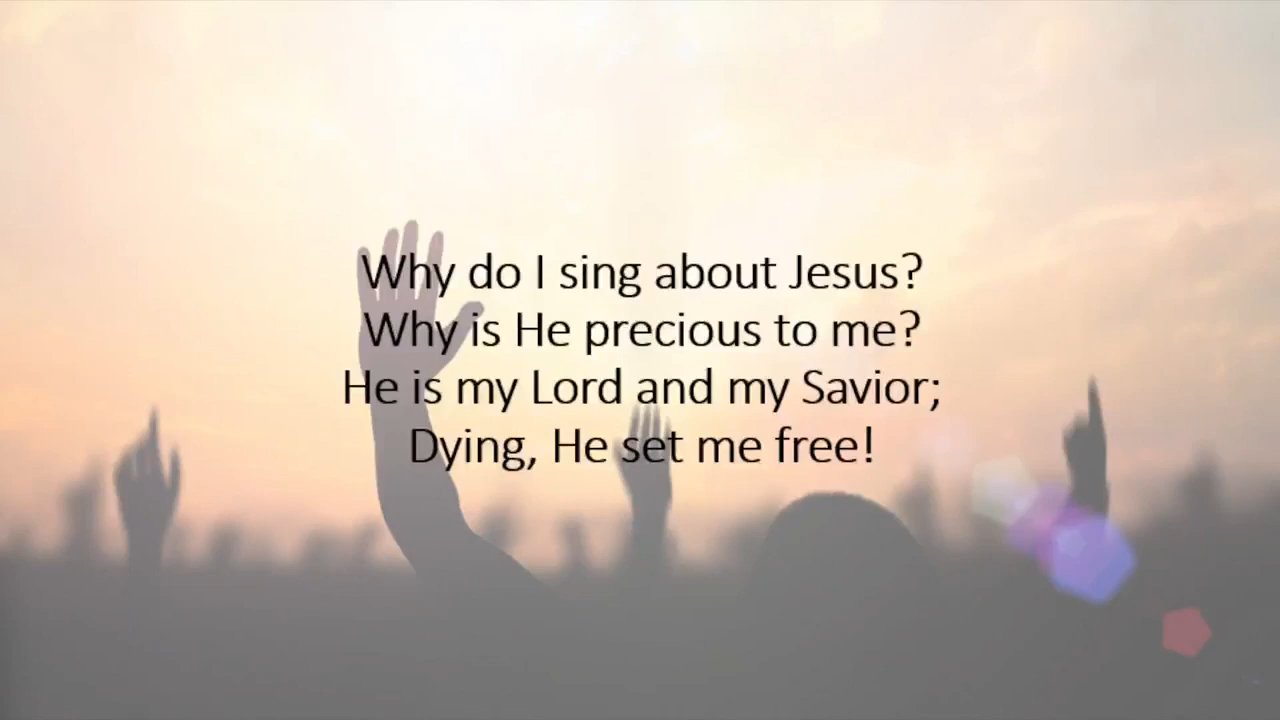 Why do I sing about Jesus?
Why is He precious to me?
He is my Lord and my Savior;
Dying, He set me free!